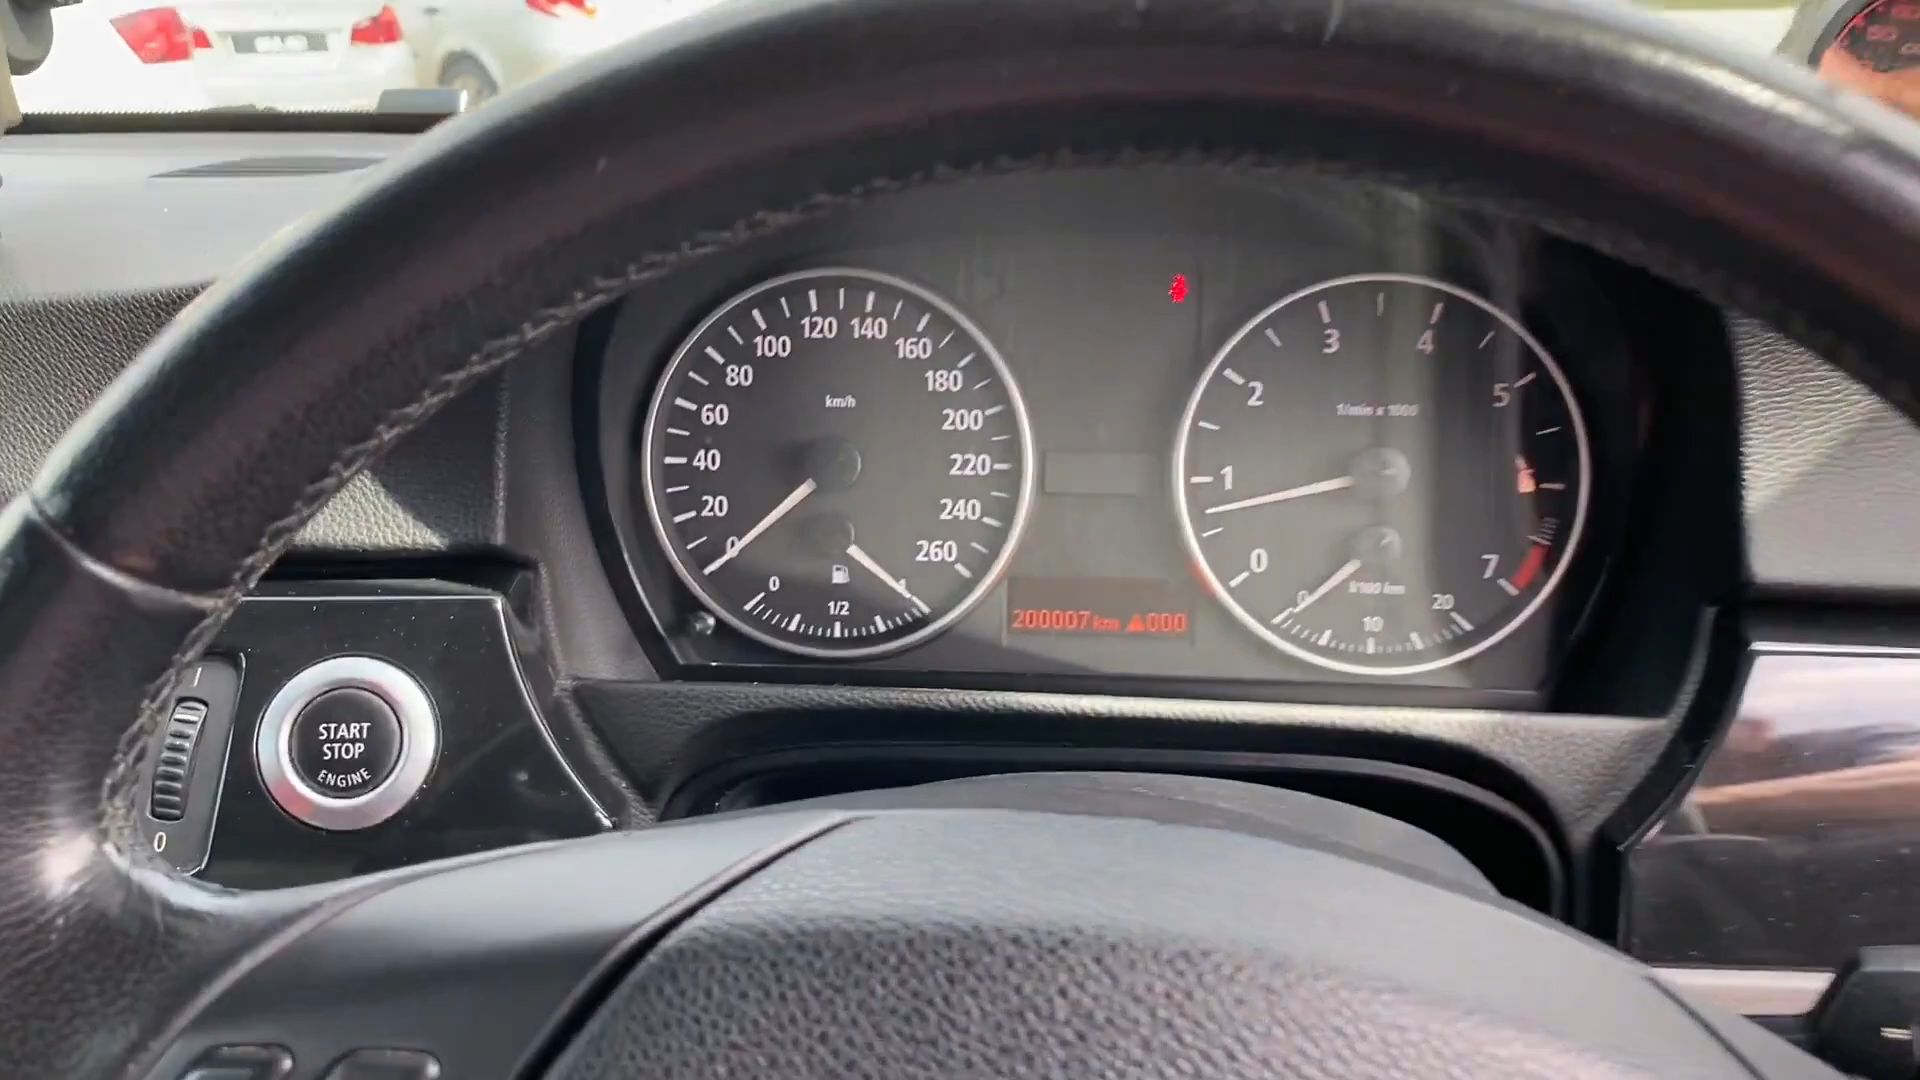 0 20 40 60 80 100 120 140 160 180 200 220 240 260
km/h
0 1/2 1
200007 km ▲000
0 1 2 3 4 5 7
1/min x 1000
l/100 km
0 10 20
START
STOP
ENGINE
1
0